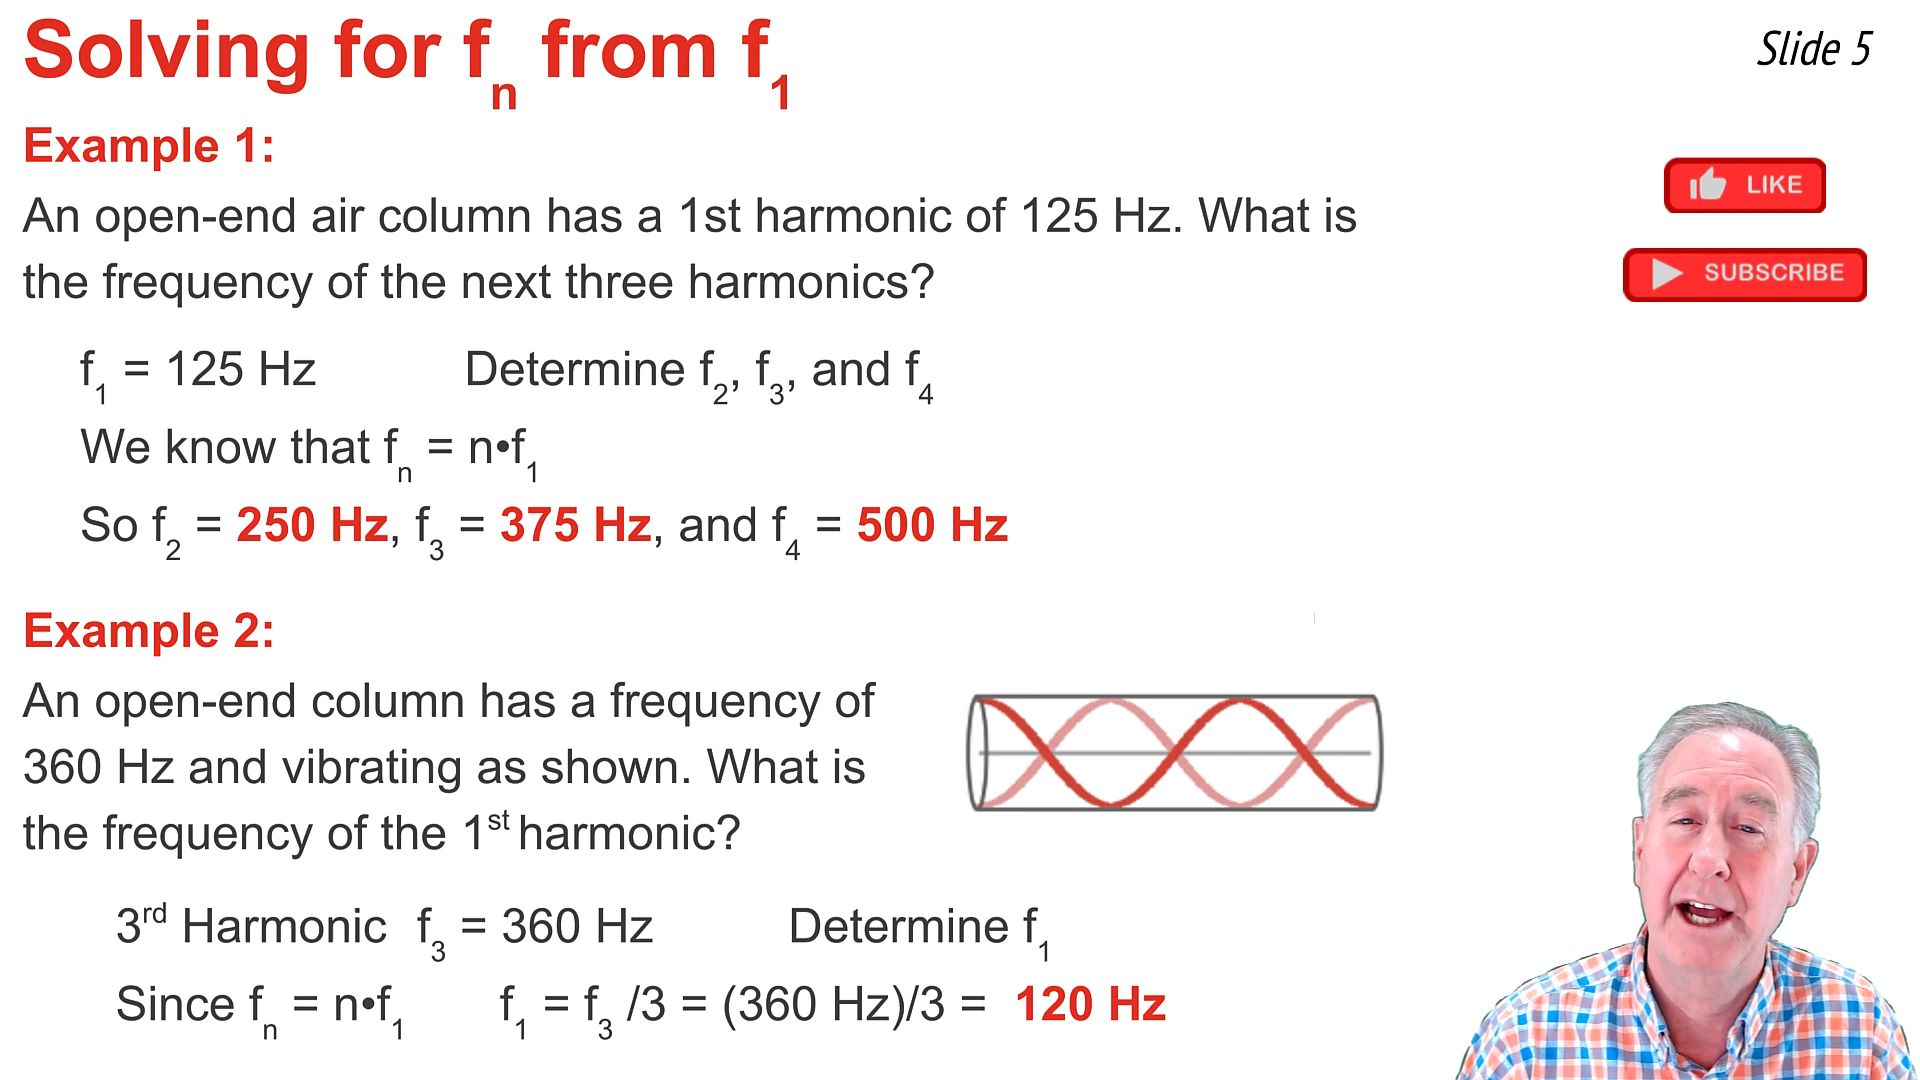 Solving for fn from f1
Slide 5
Example 1:
LIKE
An open-end air column has a 1st harmonic of 125 Hz. What is
the frequency of the next three harmonics?
SUBSCRIBE
f1 = 125 Hz Determine f2, f3, and f4
We know that fn = n•f1
So f2 = 250 Hz, f3 = 375 Hz, and f4 = 500 Hz
Example 2:
An open-end column has a frequency of
360 Hz and vibrating as shown. What is
the frequency of the 1st harmonic?
3rd Harmonic f3 = 360 Hz Determine f1
Since fn = n•f1 f1 = f3 /3 = (360 Hz)/3 = 120 Hz